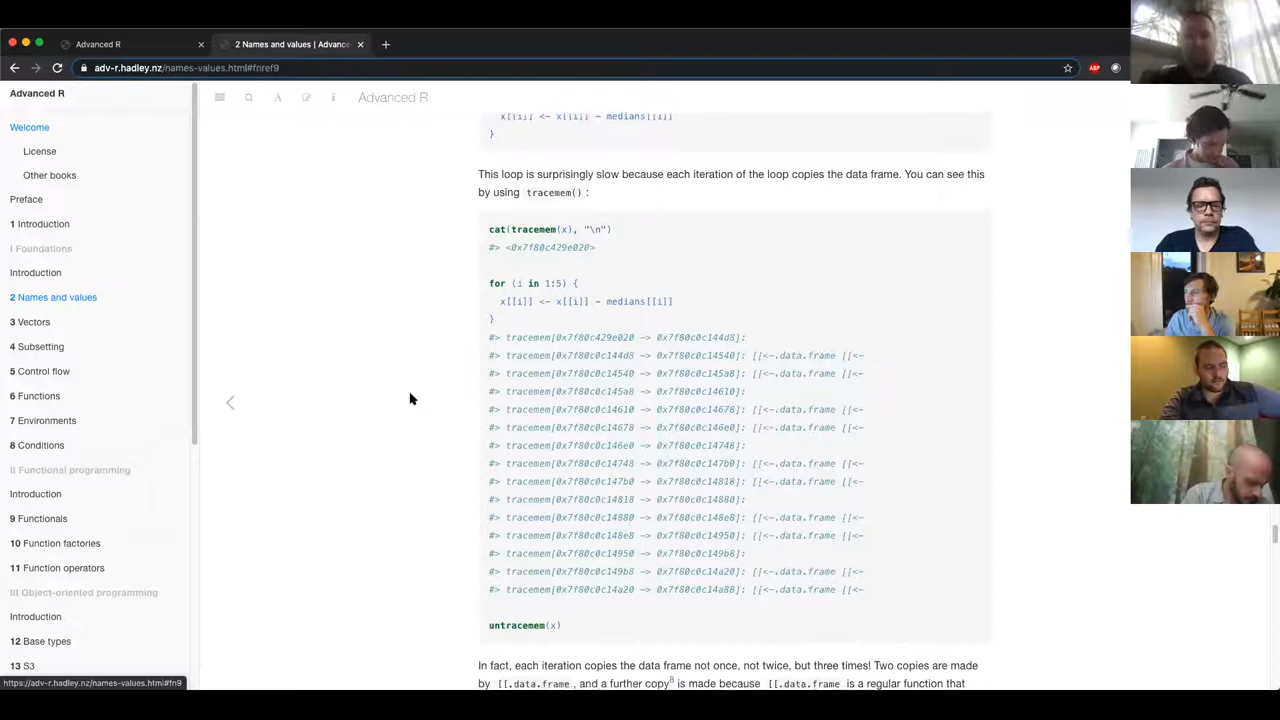 Advanced R
2 Names and values | Advanc
adv-r.hadley.nz/names-values.html#fnref9
ABP
Advanced R
Welcome
License
Other books
Preface
1 Introduction
I Foundations
Introduction
2 Names and values
3 Vectors
4 Subsetting
5 Control flow
6 Functions
7 Environments
8 Conditions
II Functional programming
Introduction
9 Functionals
10 Function factories
11 Function operators
III Object-oriented programming
Introduction
12 Base types
13 S3
https://adv-r.hadley.nz/names-values.html#fn9
A
i
Advanced R
x[[i]] <- x[[i]] - medians[[i]]
}
This loop is surprisingly slow because each iteration of the loop copies the data frame. You can see this
by using tracemem() :
cat(tracemem(x), "\n")
#> <0x7f80c429e020>
for (i in 1:5) {
x[[i]] <- x[[i]] - medians[[i]]
}
#> tracemem[0x7f80c429e020 -> 0x7f80c0c144d8]:
#> tracemem[0x7f80c0c144d8 -> 0x7f80c0c14540]: [[<-.data.frame [[<-
#> tracemem[0x7f80c0c14540 -> 0x7f80c0c145a8]: [[<-.data.frame [[<-
#> tracemem[0x7f80c0c145a8 -> 0x7f80c0c14610]:
#> tracemem[0x7f80c0c14610 -> 0x7f80c0c14678]: [[<-.data.frame [[<-
#> tracemem[0x7f80c0c14678 -> 0x7f80c0c146e0]: [[<-.data.frame [[<-
#> tracemem[0x7f80c0c146e0 -> 0x7f80c0c14748]:
#> tracemem[0x7f80c0c14748 -> 0x7f80c0c147b0]: [[<-.data.frame [[<-
#> tracemem[0x7f80c0c147b0 -> 0x7f80c0c14818]: [[<-.data.frame [[<-
#> tracemem[0x7f80c0c14818 -> 0x7f80c0c14880]:
#> tracemem[0x7f80c0c14880 -> 0x7f80c0c148e8]: [[<-.data.frame [[<-
#> tracemem[0x7f80c0c148e8 -> 0x7f80c0c14950]: [[<-.data.frame [[<-
#> tracemem[0x7f80c0c14950 -> 0x7f80c0c149b8]:
#> tracemem[0x7f80c0c149b8 -> 0x7f80c0c14a20]: [[<-.data.frame [[<-
#> tracemem[0x7f80c0c14a20 -> 0x7f80c0c14a88]: [[<-.data.frame [[<-
untracemem(x)
In fact, each iteration copies the data frame not once, not twice, but three times! Two copies are made
by [[.data.frame, and a further copy8 is made because [[.data.frame is a regular function that